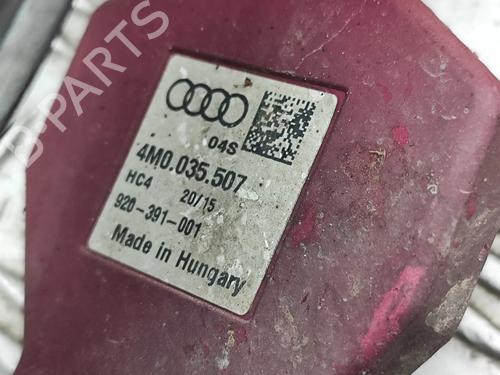 B-PARTS
04S
4M0.035.507
HC4 20/15
920-391-001
Made in Hungary